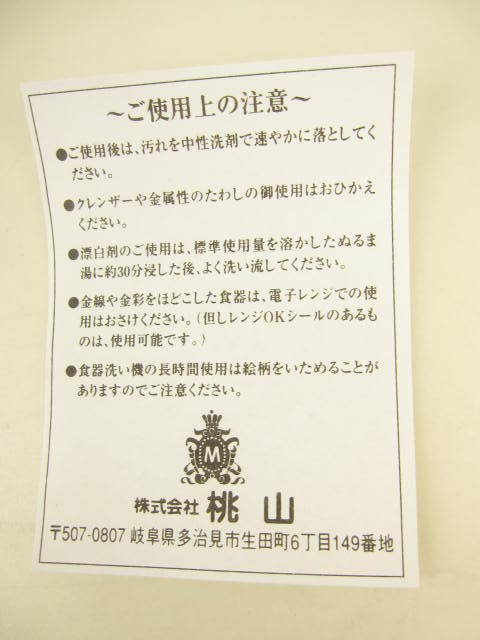 ～ご使用上の注意～
●ご使用後は、汚れを中性洗剤で速やかに落としてく
ださい。
●クレンザーや金属性のたわしの御使用はおひかえ
ください。
●漂白剤のご使用は、標準使用量を溶かしたぬるま
湯に約30分浸した後、よく洗い流してください。
●金線や金彩をほどこした食器は、電子レンジでの使
用はおさけください。(但しレンジOKシールのあるも
のは、使用可能です。)
●食器洗い機の長時間使用は絵柄をいためることが
ありますのでご注意ください。
M
株式会社 桃山
〒507-0807 岐阜県多治見市生田町6丁目149番地